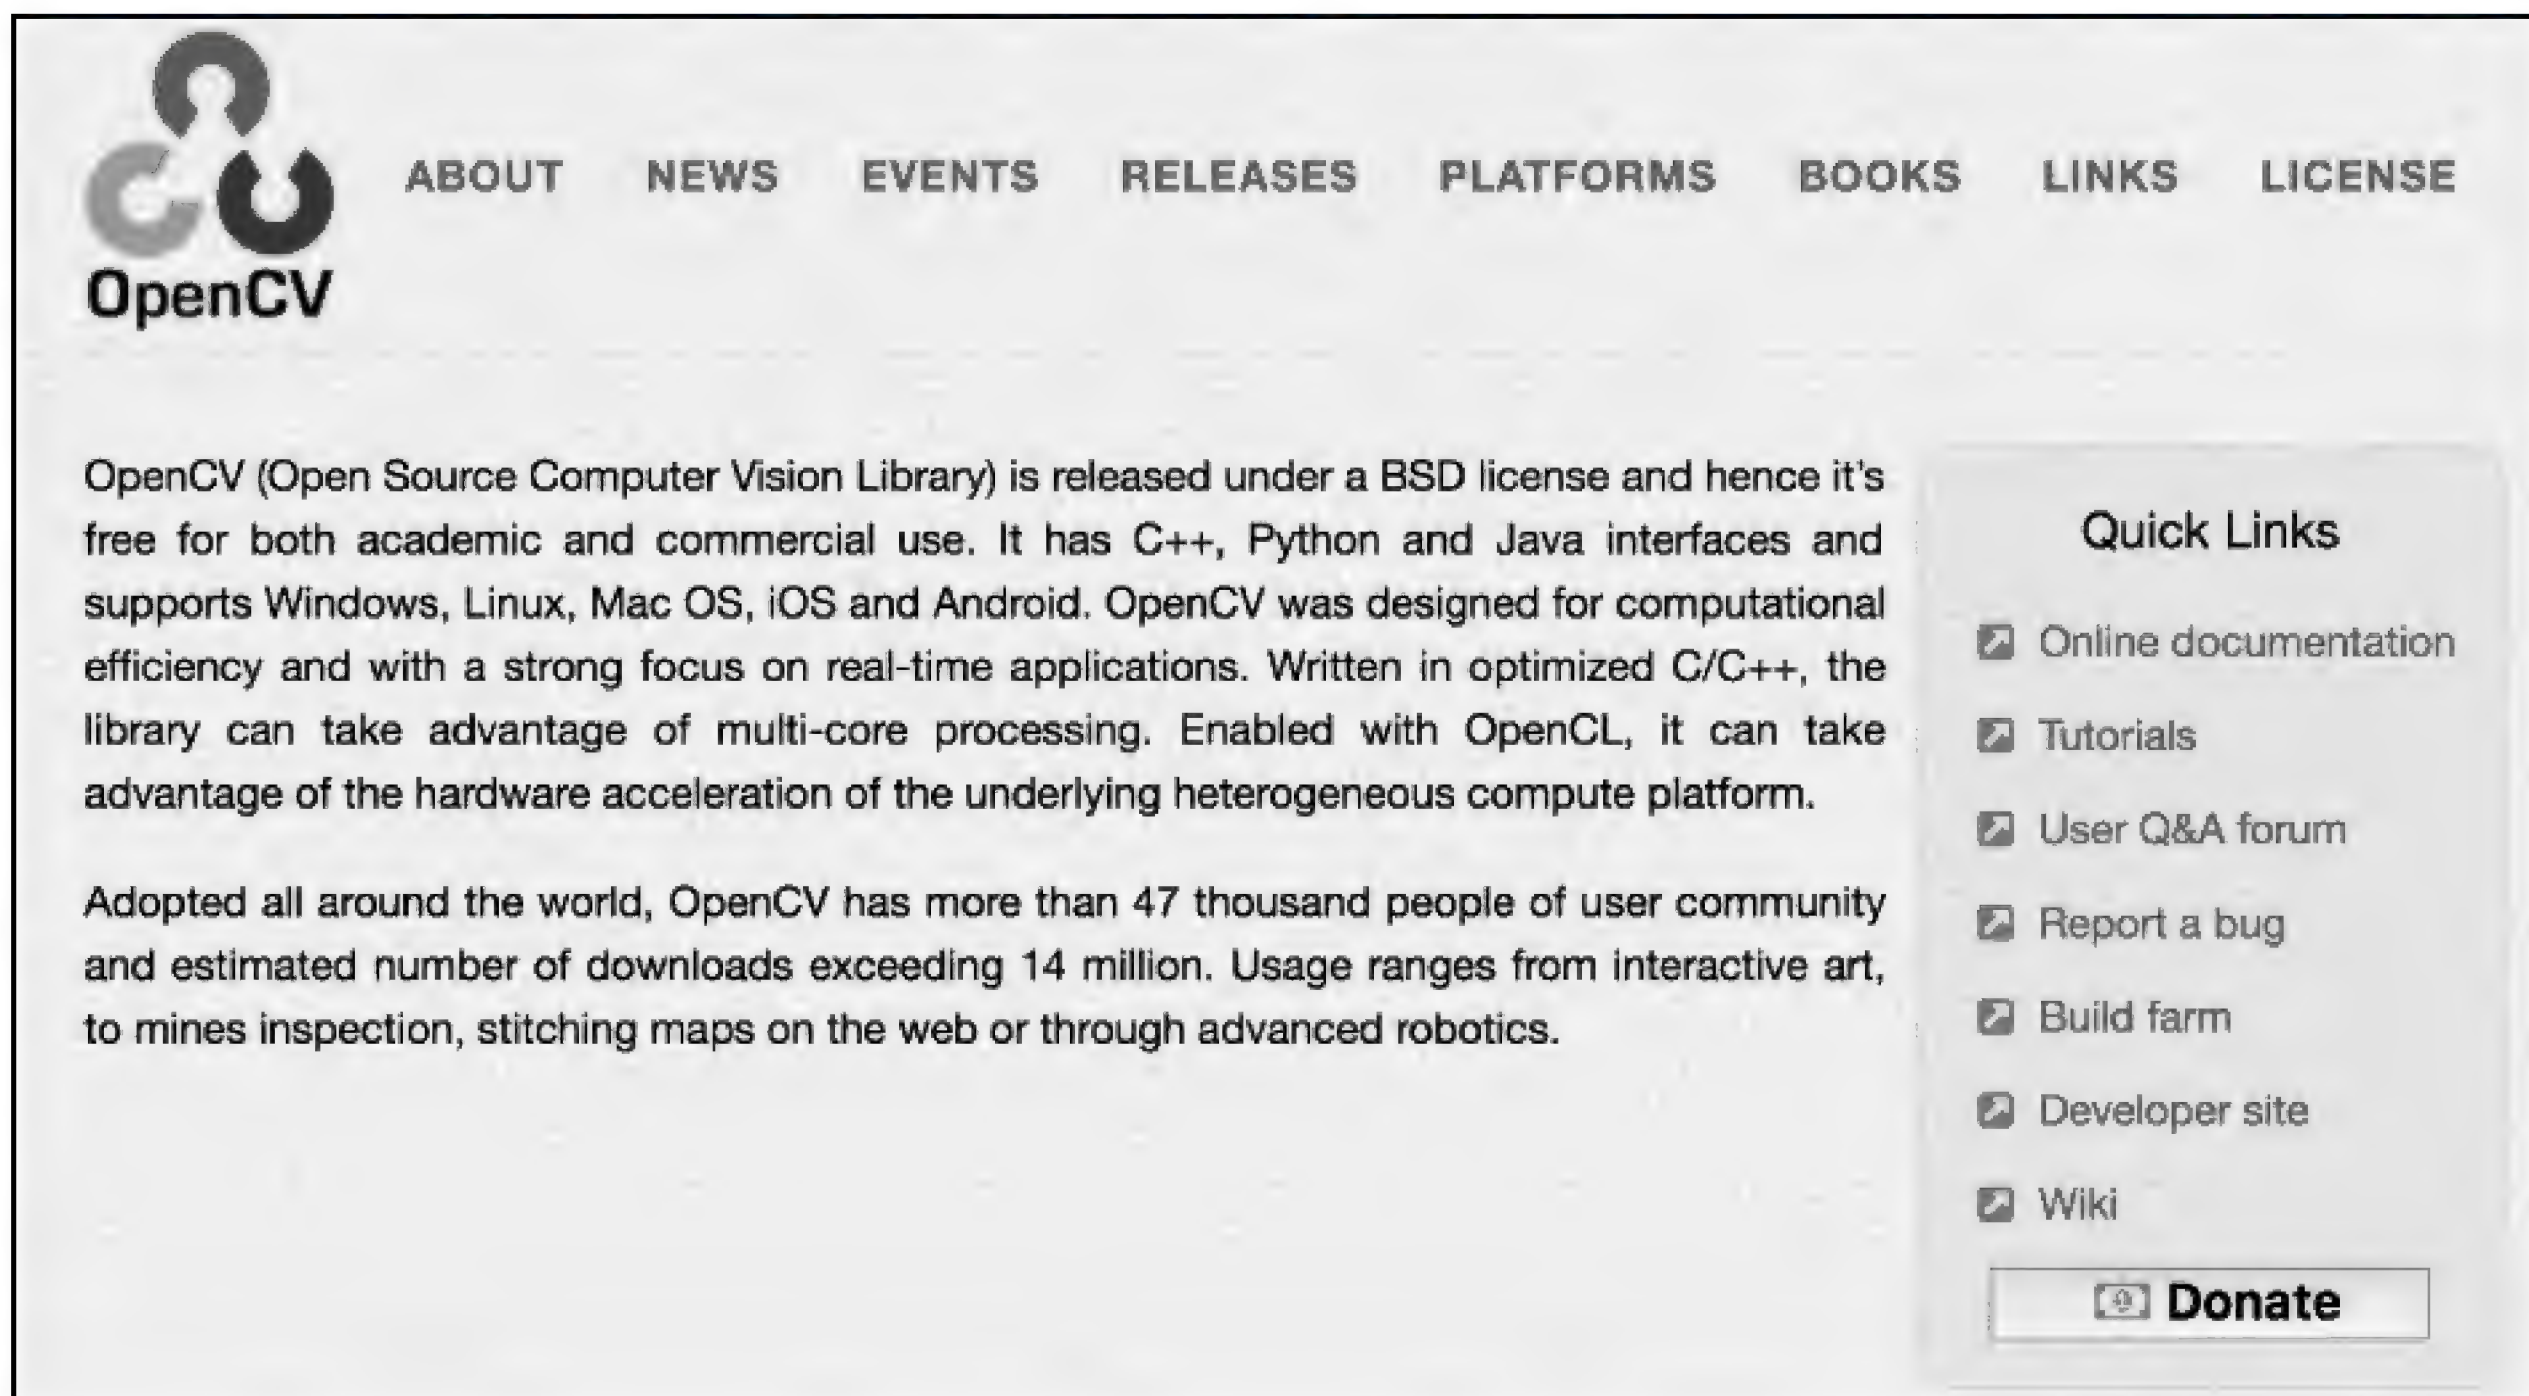 OpenCV
ABOUT NEWS EVENTS RELEASES PLATFORMS BOOKS LINKS LICENSE
OpenCV (Open Source Computer Vision Library) is released under a BSD license and hence it's
free for both academic and commercial use. It has C++, Python and Java interfaces and
supports Windows, Linux, Mac OS, iOS and Android. OpenCV was designed for computational
efficiency and with a strong focus on real-time applications. Written in optimized C/C++, the
library can take advantage of multi-core processing. Enabled with OpenCL, it can take
advantage of the hardware acceleration of the underlying heterogeneous compute platform.
Adopted all around the world, OpenCV has more than 47 thousand people of user community
and estimated number of downloads exceeding 14 million. Usage ranges from interactive art,
to mines inspection, stitching maps on the web or through advanced robotics.
Quick Links
Online documentation
Tutorials
User Q&A forum
Report a bug
Build farm
Developer site
Wiki
Donate